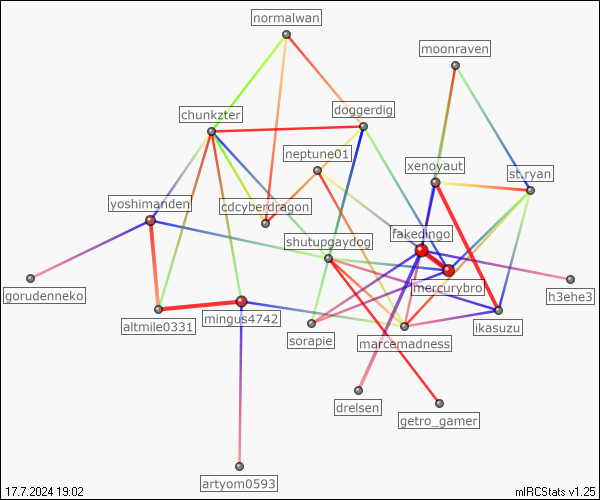 normalwan
moonraven
chunkzter
doggerdig
neptune01
xenoyaut
st.ryan
yoshimanden
cdcyberdragon
shutupgaydog
fakedingo
mercurybro
gorudenneko
h3ehe3
altmile0331
mingus4742
sorapie
marcemadness
ikasuzu
drelsen
getro_gamer
artyom0593
17.7.2024 19:02
mIRCStats v1.25